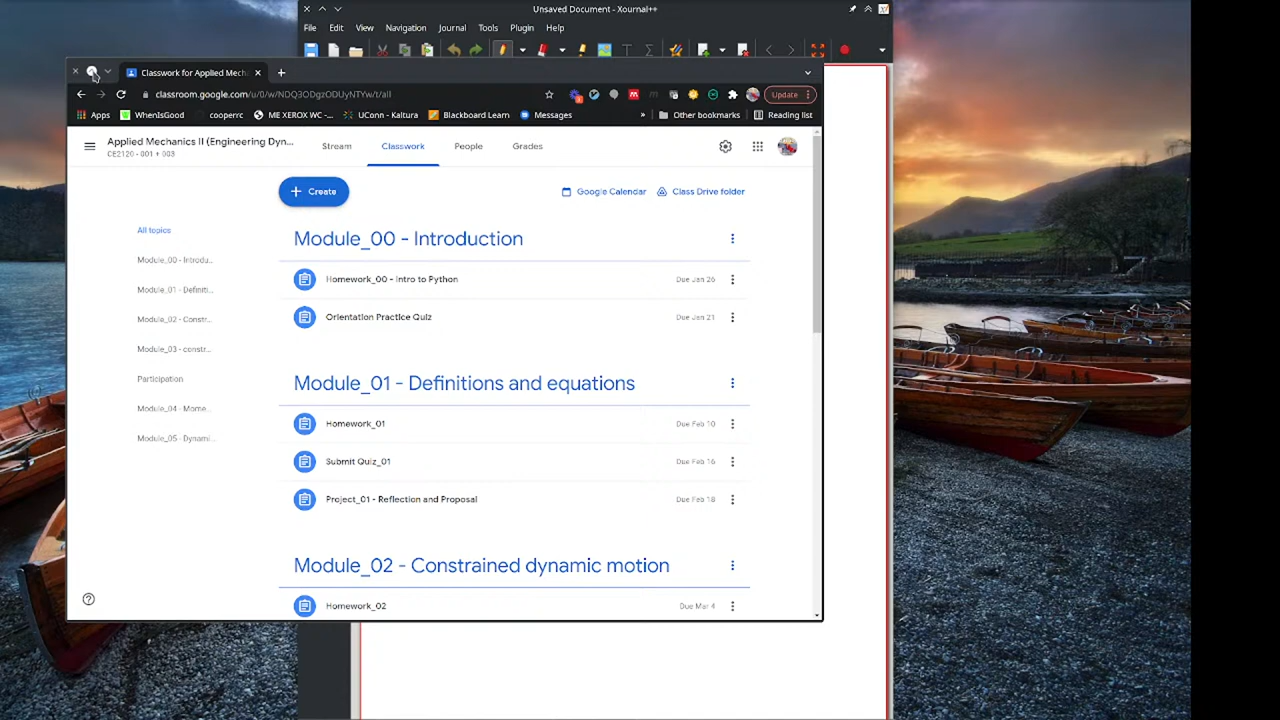 Unsaved Document - Xournal++
File Edit View Navigation Journal Tools Plugin Help
Classwork for Applied Mech
classroom.google.com/u/0/w/NDQ3ODgzODUyNTYw/t/all
Update
Apps WhenIsGood cooperrc ME XEROX WC -... UConn - Kaltura Blackboard Learn Messages » Other bookmarks Reading list
Applied Mechanics II (Engineering Dyn...
CE2120 - 001 + 003
Stream Classwork People Grades
Create
Google Calendar Class Drive folder
All topics
Module_00 - Introdu...
Module_01 - Definiti...
Module_02 - Constr...
Module_03 - constr...
Participation
Module_04 - Mome...
Module_05 - Dynami...
Module_00 - Introduction
Homework_00 - Intro to Python Due Jan 26
Orientation Practice Quiz Due Jan 21
Module_01 - Definitions and equations
Homework_01 Due Feb 10
Submit Quiz_01 Due Feb 16
Project_01 - Reflection and Proposal Due Feb 18
Module_02 - Constrained dynamic motion
Homework_02 Due Mar 4